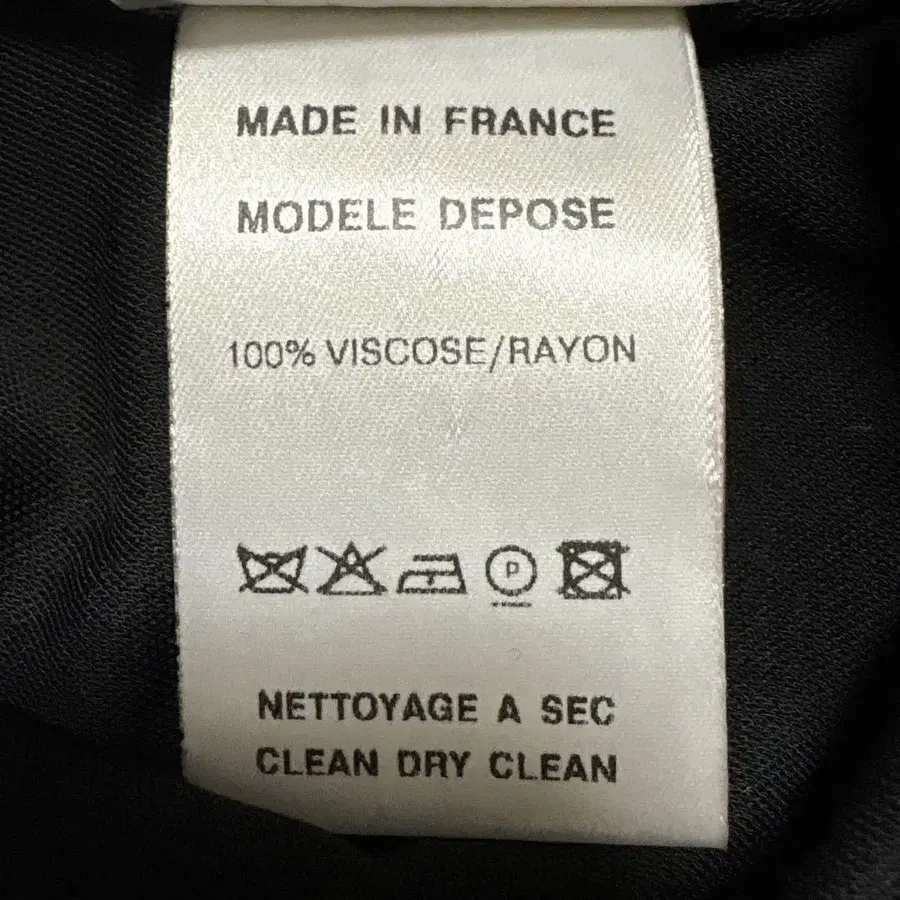 MADE IN FRANCE
MODELE DEPOSE
100% VISCOSE/RAYON
P
NETTOYAGE A SEC
CLEAN DRY CLEAN